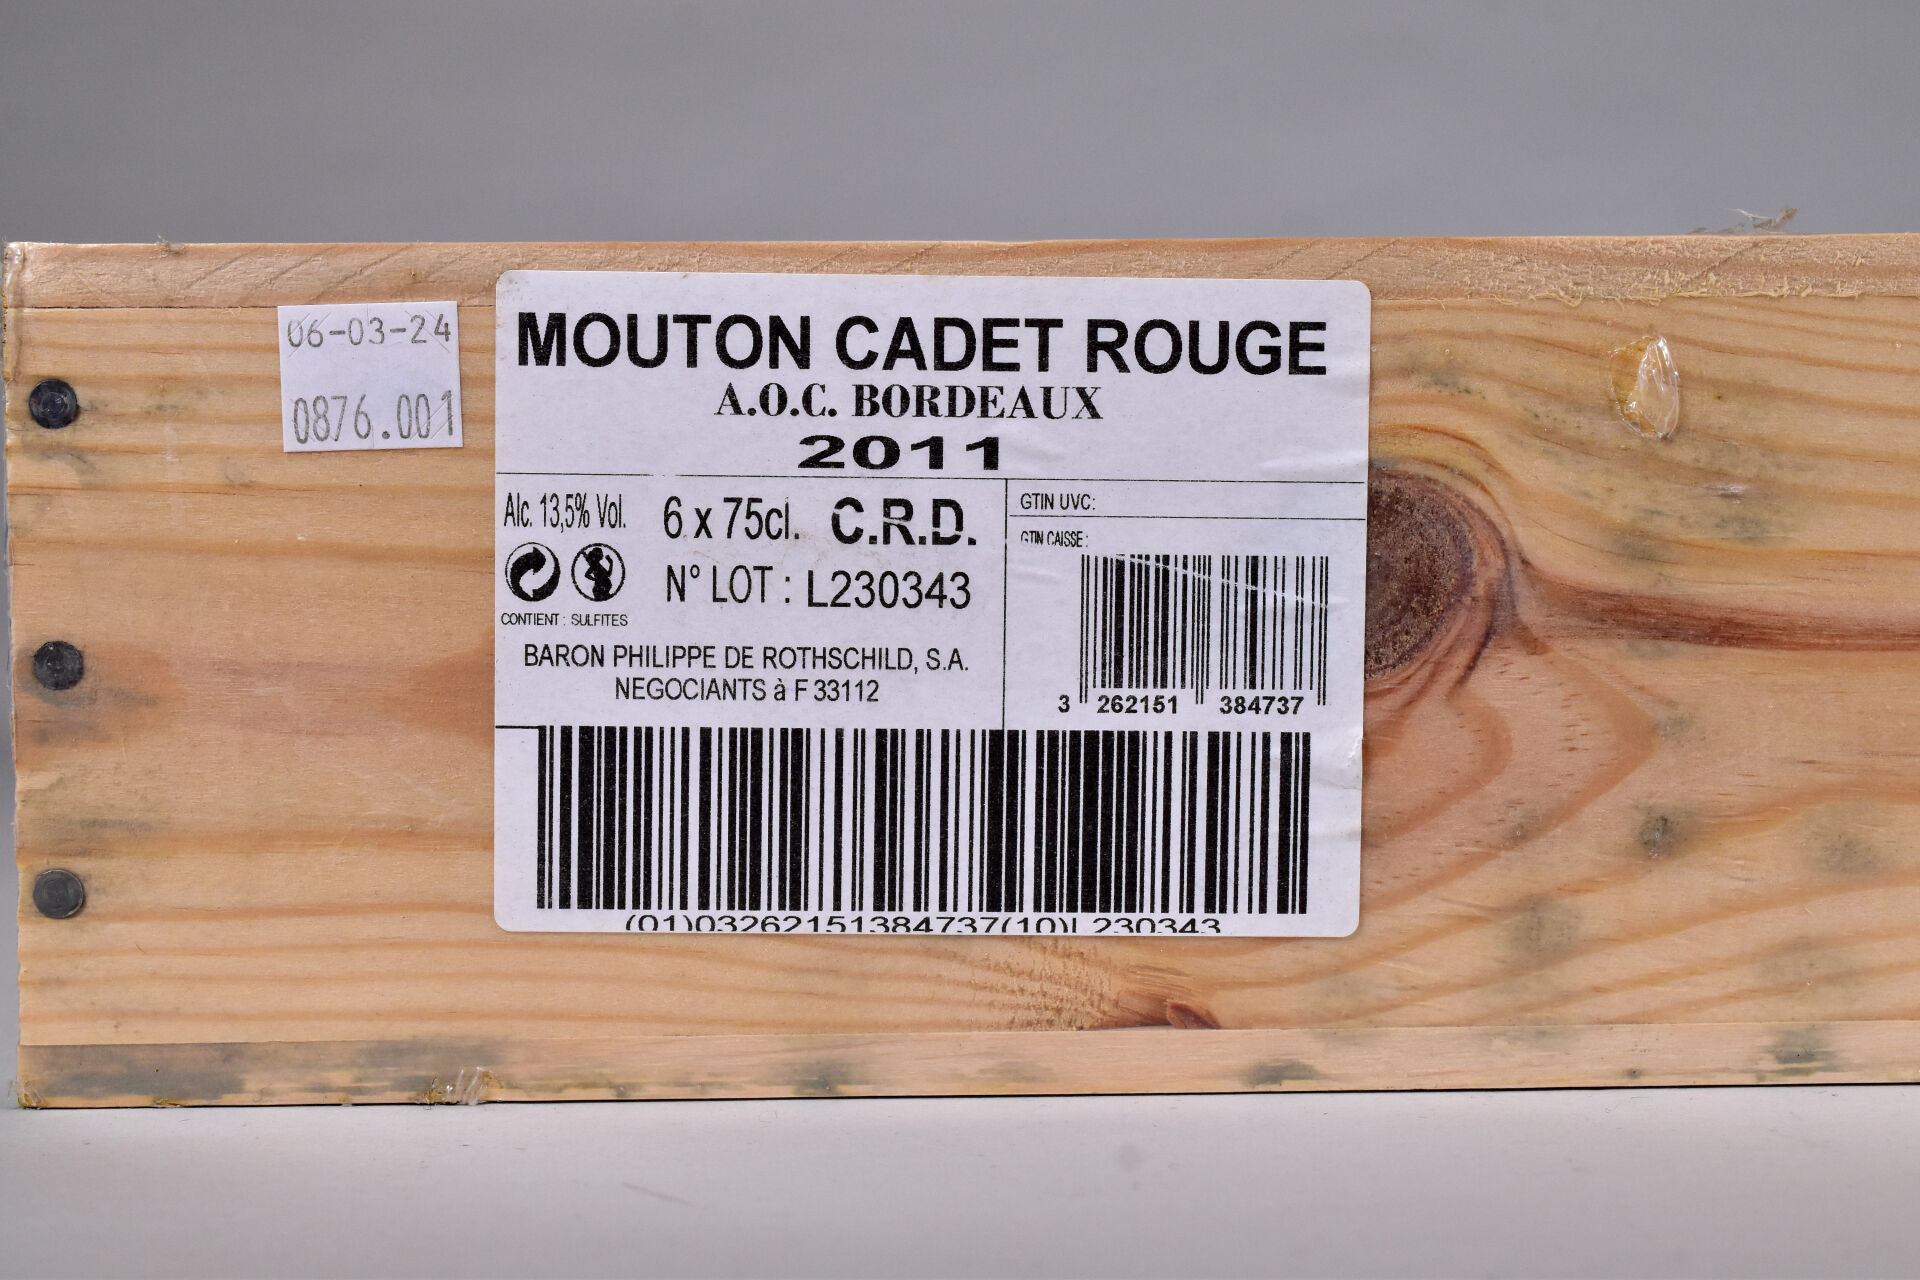 06-03-24
0876.001
MOUTON CADET ROUGE
A.O.C. BORDEAUX
2011
Alc. 13,5% Vol.
6 x 75cl. C.R.D.
N° LOT : L230343
CONTIENT : SULFITES
BARON PHILIPPE DE ROTHSCHILD, S.A.
NEGOCIANTS à F 33112
GTIN UVC:
GTIN CAISSE :
3 262151 384737
(01)03262151384737(10)L230343